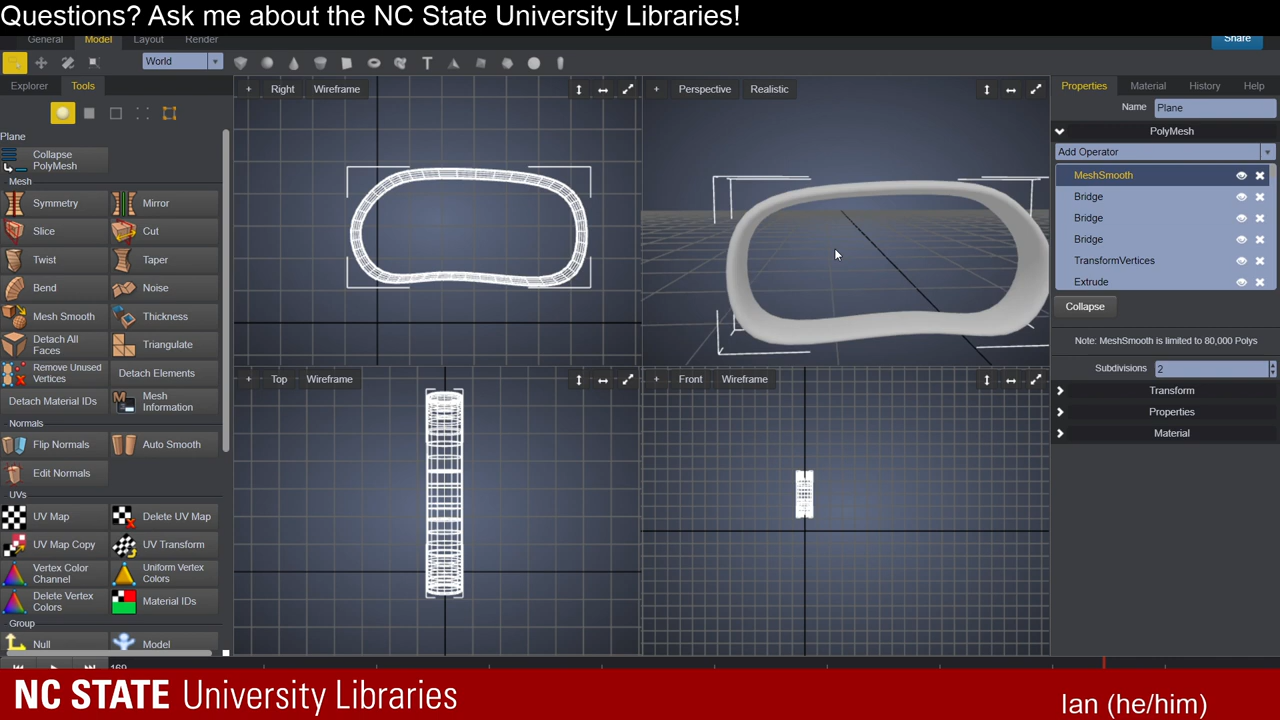 Questions? Ask me about the NC State University Libraries!
General Model Layout Render
Share
World
T
Explorer Tools
+ Right Wireframe
+ Perspective Realistic
Properties Material History Help
Name Plane
Plane
PolyMesh
Collapse PolyMesh
Add Operator
Mesh
MeshSmooth
Symmetry Mirror
Bridge
Slice Cut
Bridge
Twist Taper
Bridge
TransformVertices
Bend Noise
Extrude
Mesh Smooth Thickness
Collapse
Detach All Faces Triangulate
Note: MeshSmooth is limited to 80,000 Polys
Remove Unused Vertices Detach Elements
Subdivisions 2
+ Top Wireframe
+ Front Wireframe
Transform
Detach Material IDs Mesh Information
Properties
Normals
Material
Flip Normals Auto Smooth
Edit Normals
UVs
UV Map Delete UV Map
UV Map Copy UV Transform
Vertex Color Channel Uniform Vertex Colors
Delete Vertex Colors Material IDs
Group
Null Model
169
NC STATE University Libraries
Ian (he/him)